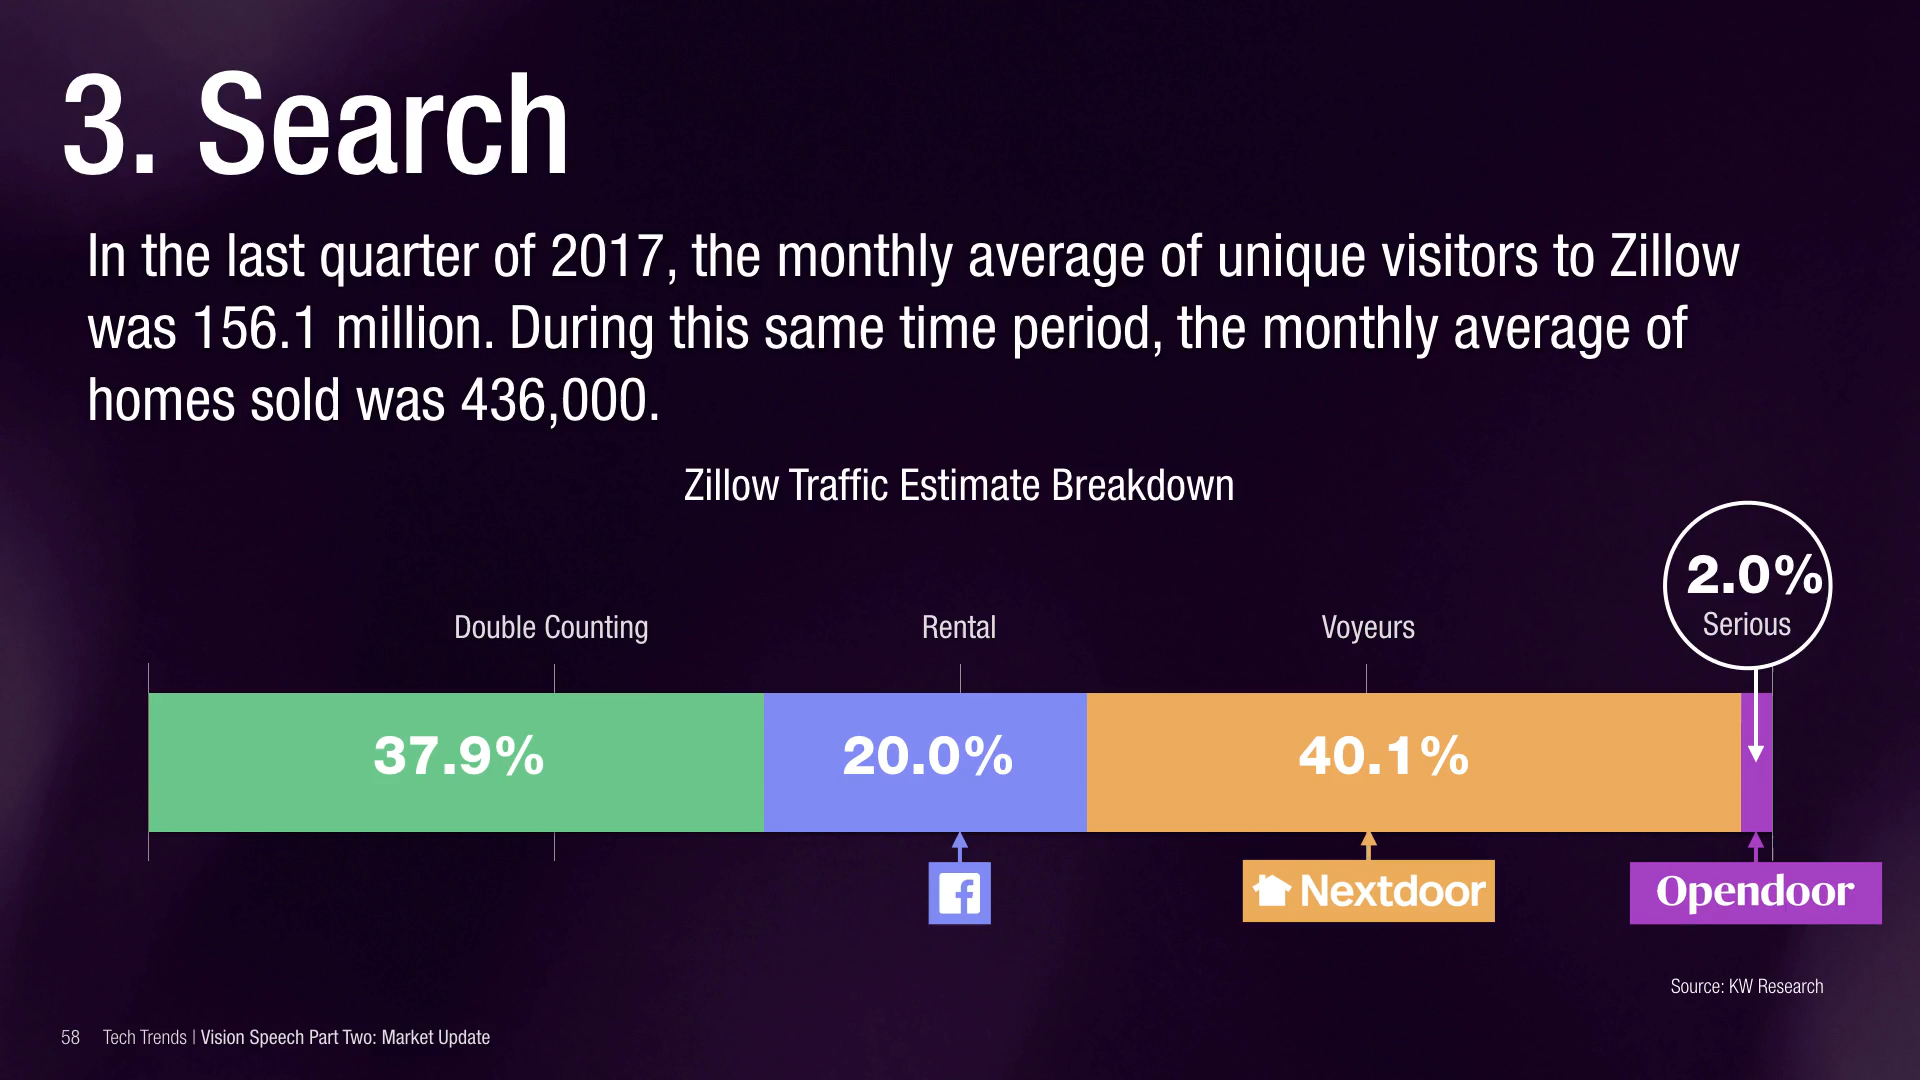 3. Search
In the last quarter of 2017, the monthly average of unique visitors to Zillow
was 156.1 million. During this same time period, the monthly average of
homes sold was 436,000.
Zillow Traffic Estimate Breakdown
2.0%
Serious
Double Counting
Rental
Voyeurs
37.9%
20.0%
40.1%
f
Nextdoor
Opendoor
Source: KW Research
58 Tech Trends | Vision Speech Part Two: Market Update